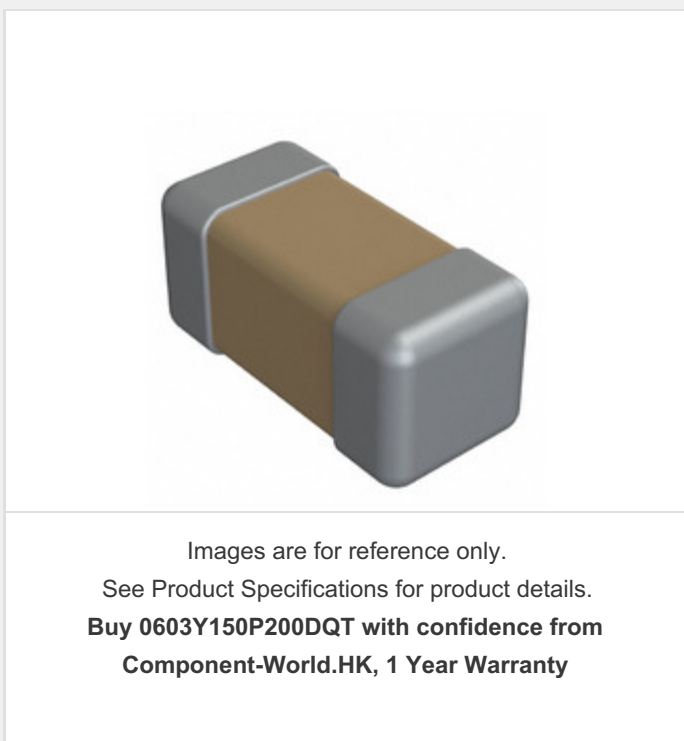 Images are for reference only.
See Product Specifications for product details.
Buy 0603Y150P200DQT with confidence from
Component-World.HK, 1 Year Warranty